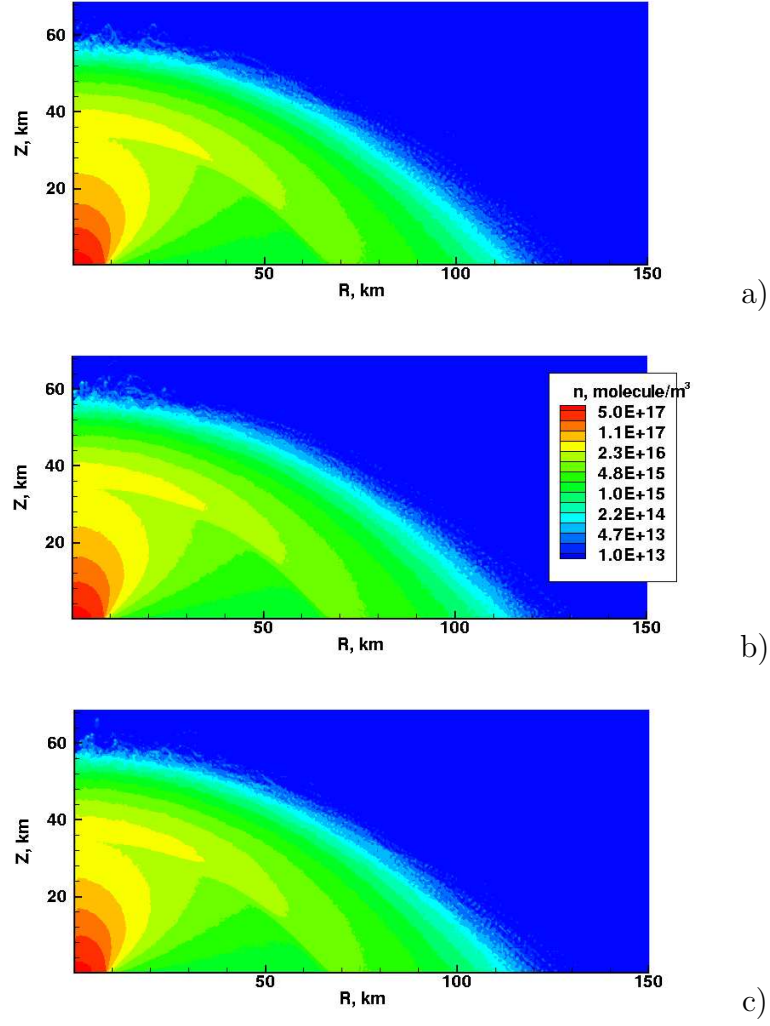 60
40
20
Z, km
50
100
150
R, km
a)
60
40
20
Z, km
50
100
150
R, km
n, molecule/m³
5.0E+17
1.1E+17
2.3E+16
4.8E+15
1.0E+15
2.2E+14
4.7E+13
1.0E+13
b)
60
40
20
Z, km
50
100
150
R, km
c)